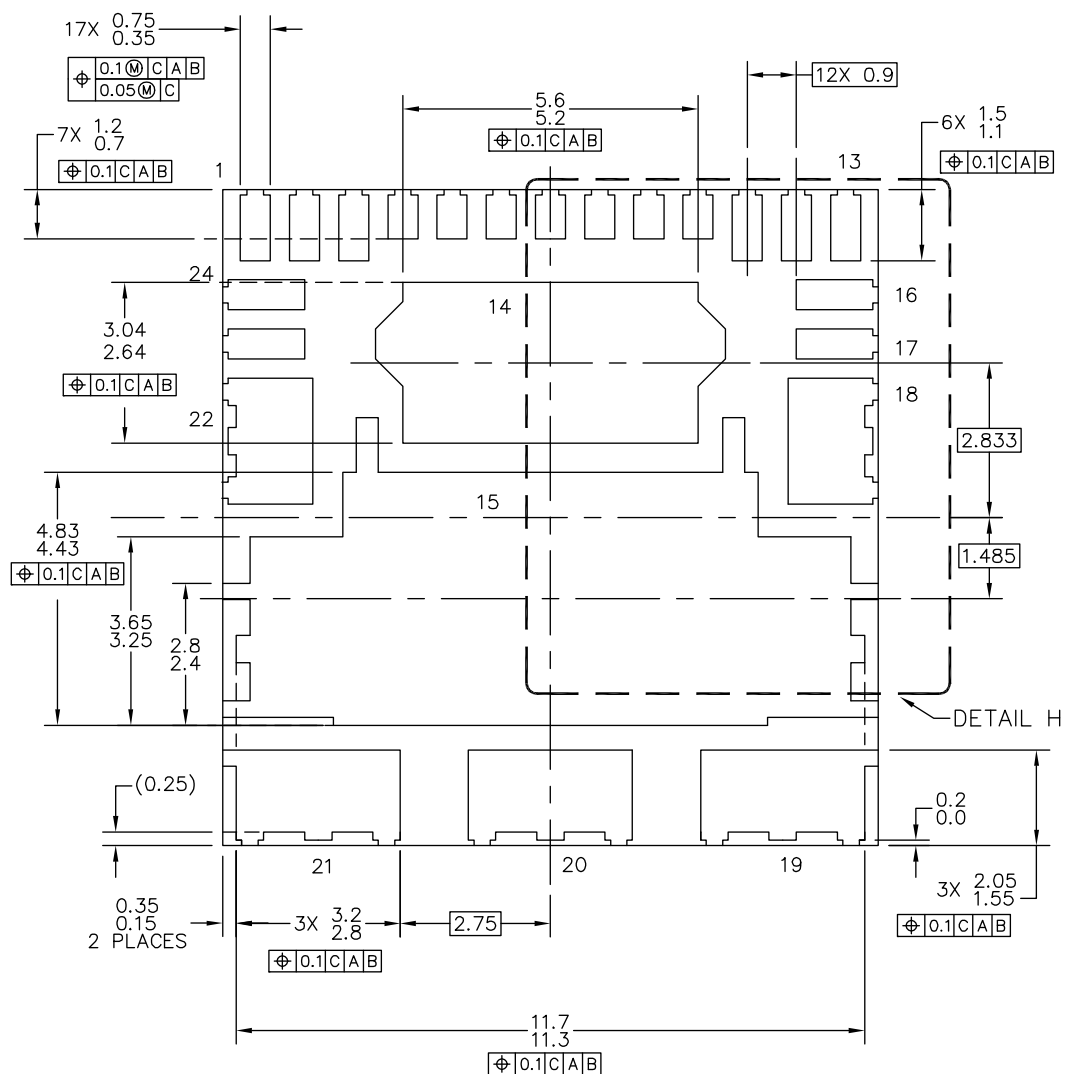 17X 0.75
0.35
⌖ 0.1Ⓜ C A B
0.05Ⓜ C
7X 1.2
0.7
⌖ 0.1 C A B
5.6
5.2
⌖ 0.1 C A B
12X 0.9
6X 1.5
1.1
⌖ 0.1 C A B
1
13
24
14
16
3.04
2.64
⌖ 0.1 C A B
17
18
22
2.833
15
4.83
4.43
⌖ 0.1 C A B
1.485
3.65
3.25
2.8
2.4
DETAIL H
(0.25)
0.2
0.0
21
20
19
0.35
0.15
2 PLACES
3X 3.2
2.8
⌖ 0.1 C A B
2.75
3X 2.05
1.55
⌖ 0.1 C A B
11.7
11.3
⌖ 0.1 C A B